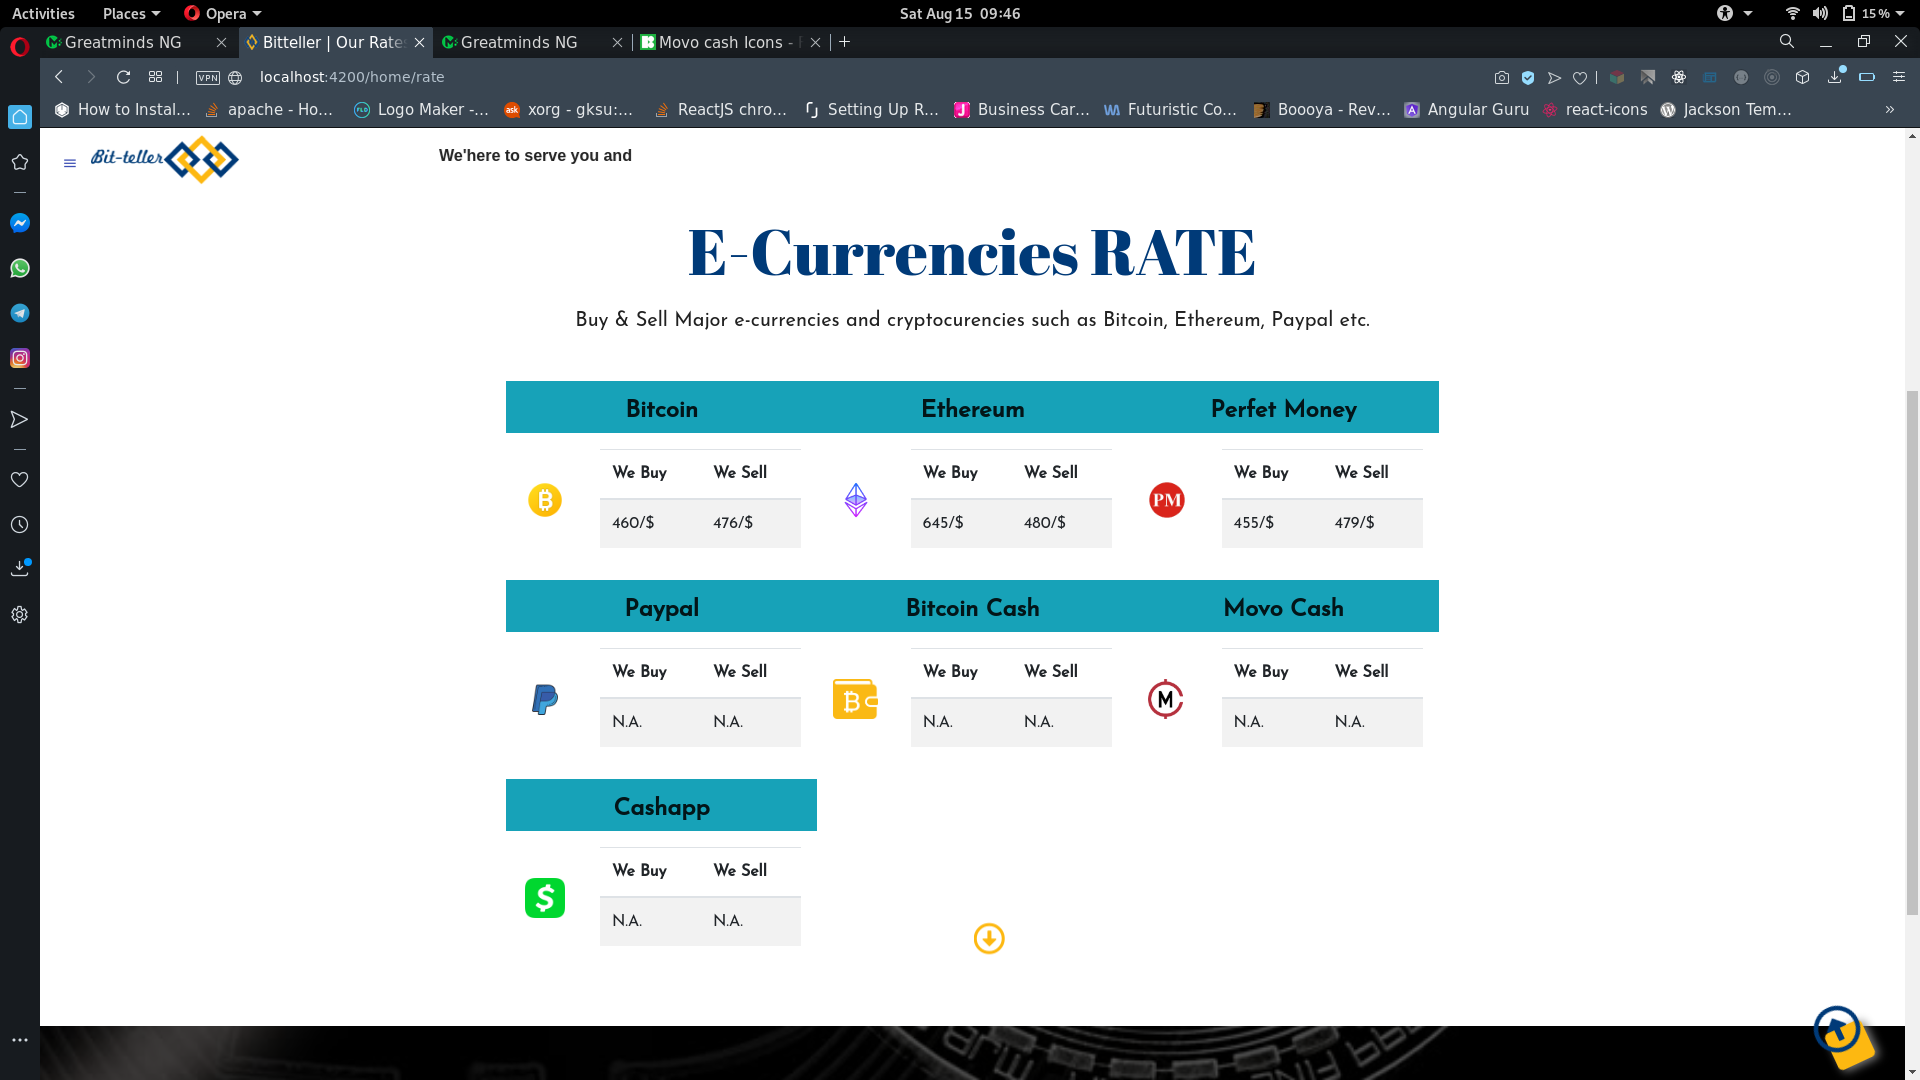 Activities Places Opera Sat Aug 15 09:46 15%
Greatminds NG Bitteller | Our Rate Greatminds NG Movo cash Icons -
VPN localhost:4200/home/rate
How to Instal... apache - Ho... Logo Maker -... xorg - gksu:... ReactJS chro... Setting Up R... Business Car... Futuristic Co... Boooya - Rev... Angular Guru react-icons Jackson Tem...
Bit-teller We'here to serve you and
E-Currencies RATE
Buy & Sell Major e-currencies and cryptocurencies such as Bitcoin, Ethereum, Paypal etc.
Bitcoin Ethereum Perfet Money
We Buy We Sell We Buy We Sell We Buy We Sell
PM
460/$ 476/$ 645/$ 480/$ 455/$ 479/$
Paypal Bitcoin Cash Movo Cash
We Buy We Sell We Buy We Sell We Buy We Sell
M
N.A. N.A. N.A. N.A. N.A. N.A.
Cashapp
We Buy We Sell
$
N.A. N.A.